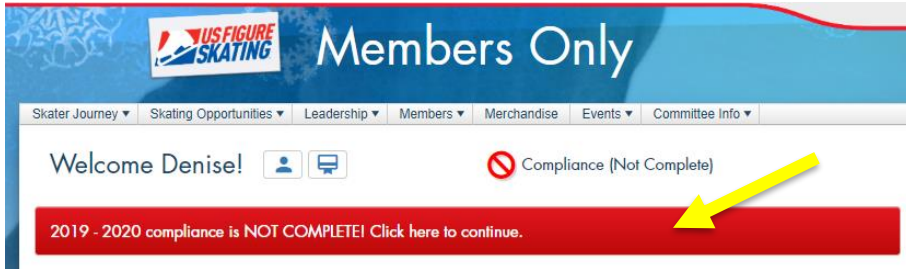 US FIGURE
SKATING
Members Only
Skater Journey ▾ Skating Opportunities ▾ Leadership ▾ Members ▾ Merchandise Events ▾ Committee Info ▾
Welcome Denise!
Compliance (Not Complete)
2019 - 2020 compliance is NOT COMPLETE! Click here to continue.